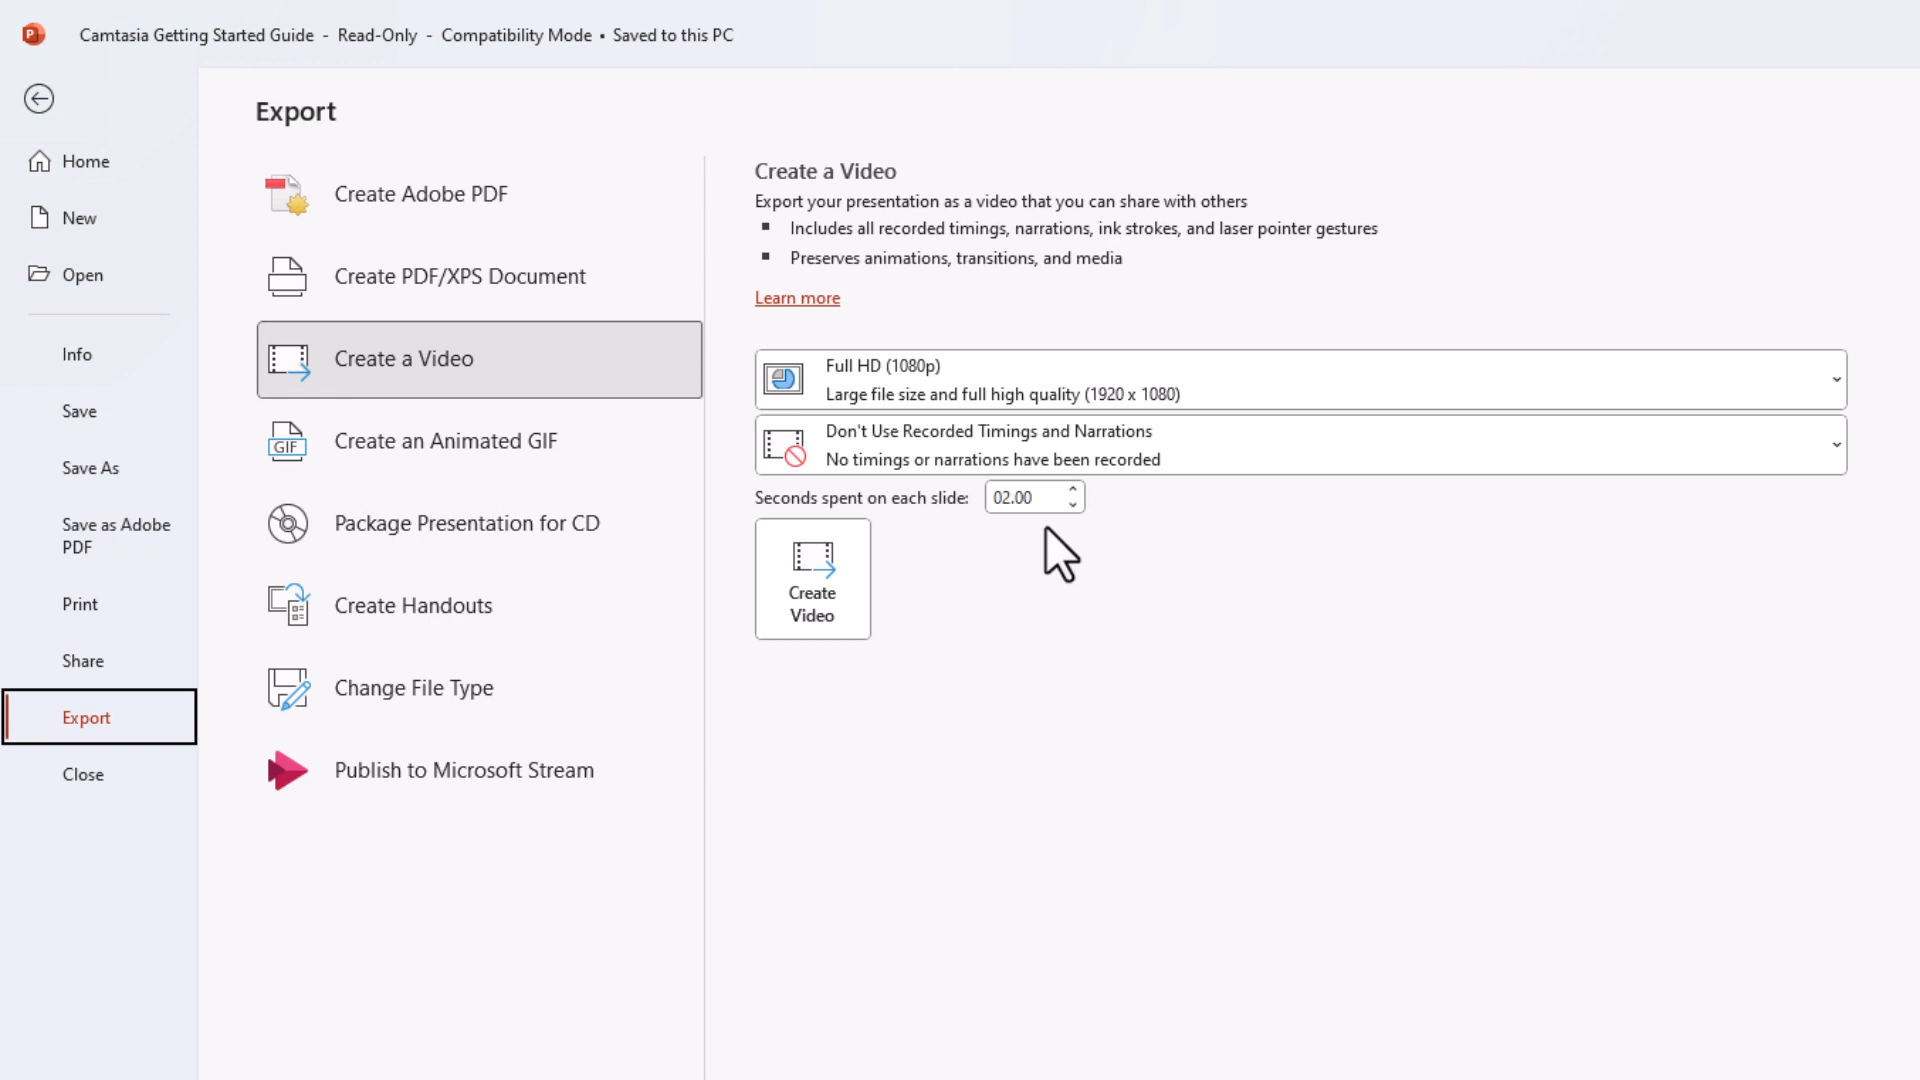 Camtasia Getting Started Guide - Read-Only - Compatibility Mode • Saved to this PC
Home
New
Open
Info
Save
Save As
Save as Adobe
PDF
Print
Share
Export
Close
Export
Create Adobe PDF
Create PDF/XPS Document
Create a Video
GIF
Create an Animated GIF
Package Presentation for CD
Create Handouts
Change File Type
Publish to Microsoft Stream
Create a Video
Export your presentation as a video that you can share with others
▪ Includes all recorded timings, narrations, ink strokes, and laser pointer gestures
▪ Preserves animations, transitions, and media
Learn more
Full HD (1080p)
Large file size and full high quality (1920 x 1080)
Don't Use Recorded Timings and Narrations
No timings or narrations have been recorded
Seconds spent on each slide: 02.00
Create
Video